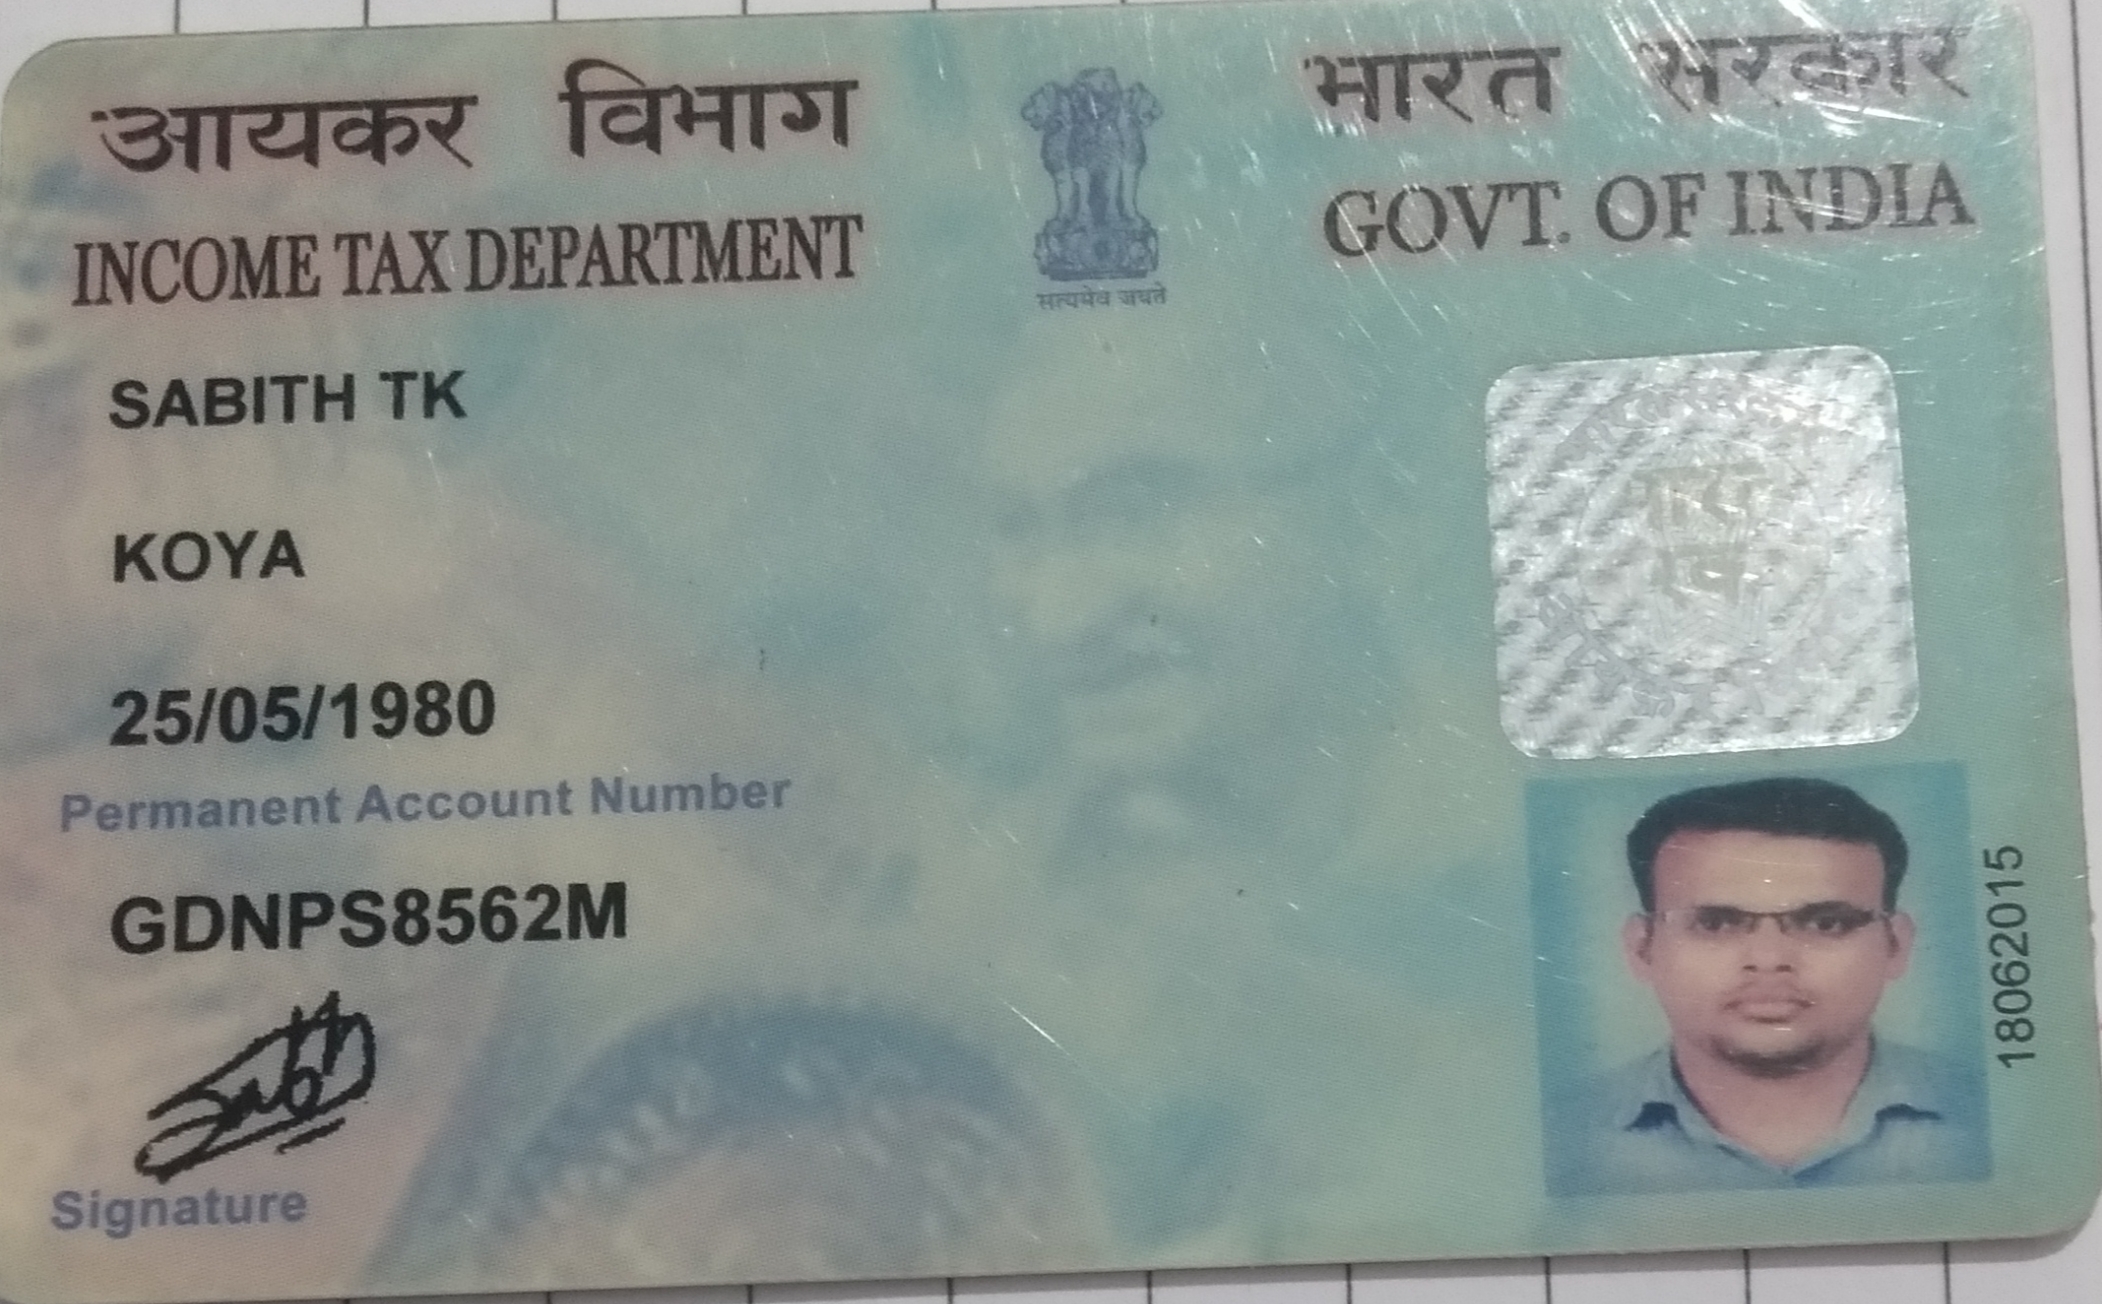 आयकर विभाग
INCOME TAX DEPARTMENT
भारत सरकार
GOVT. OF INDIA
सत्यमेव जयते
SABITH TK
KOYA
25/05/1980
Permanent Account Number
GDNPS8562M
Sabith
Signature
18062015